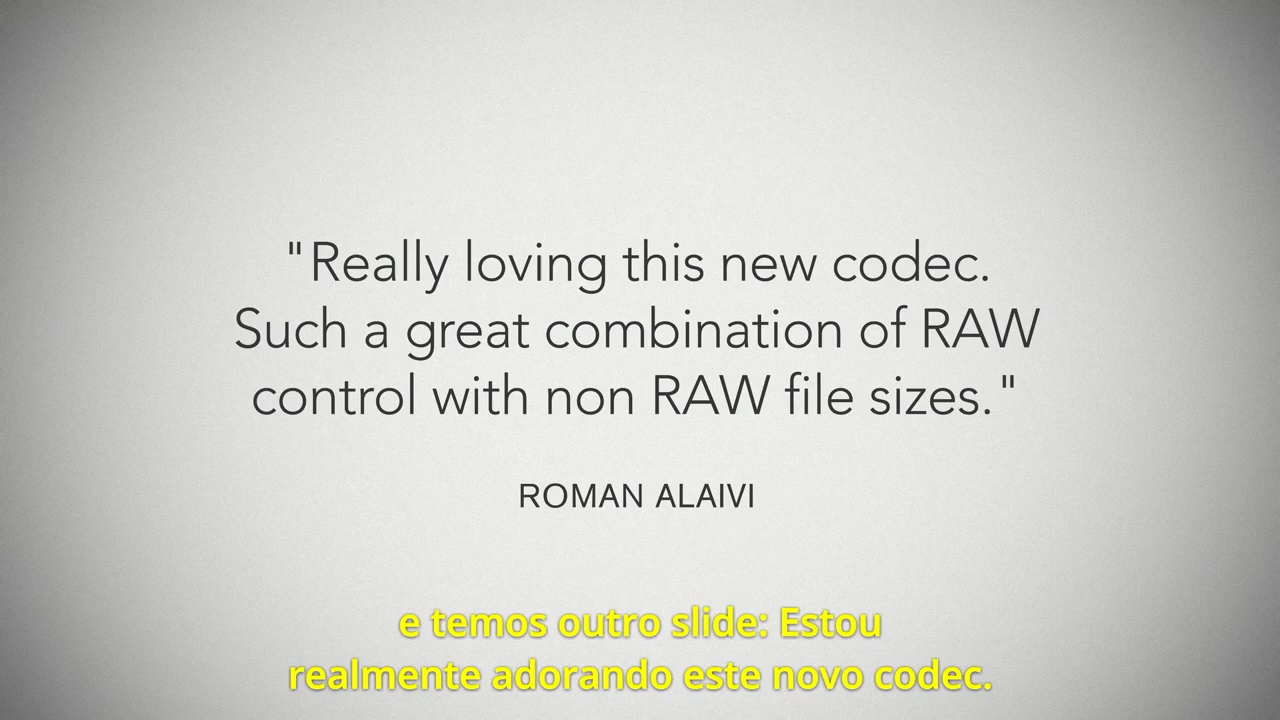 "Really loving this new codec.
Such a great combination of RAW
control with non RAW file sizes."
ROMAN ALAIVI
e temos outro slide: Estou
realmente adorando este novo codec.